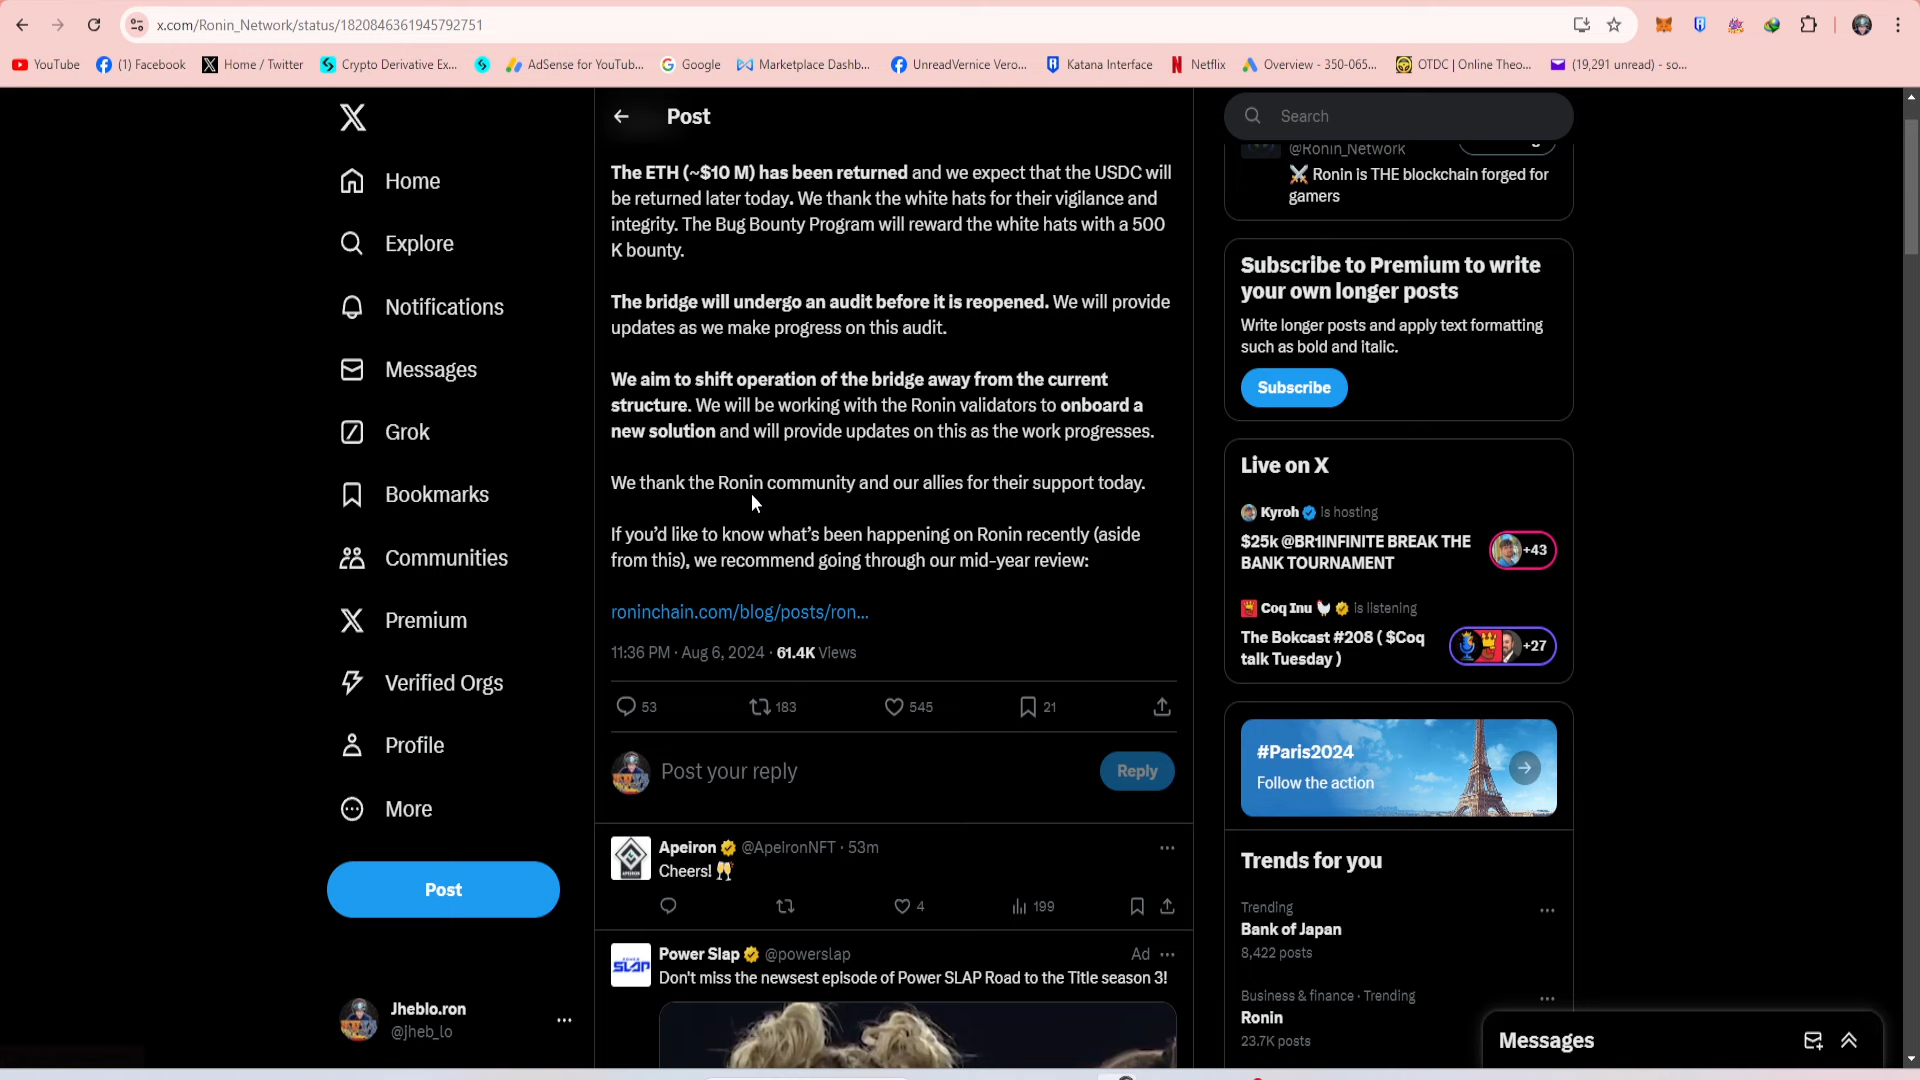 x.com/Ronin_Network/status/1820846361945792751
YouTube
(1) Facebook
Home / Twitter
Crypto Derivative Ex...
AdSense for YouTub...
Google
Marketplace Dashb...
UnreadVernice Vero...
Katana Interface
Netflix
Overview - 350-065...
OTDC | Online Theo...
(19,291 unread) - so...
Home
Explore
Notifications
Messages
Grok
Bookmarks
Communities
Premium
Verified Orgs
Profile
More
Post
Jheblo.ron
@jheb_lo
Post
The ETH (~$10 M) has been returned and we expect that the USDC will
be returned later today. We thank the white hats for their vigilance and
integrity. The Bug Bounty Program will reward the white hats with a 500
K bounty.
The bridge will undergo an audit before it is reopened. We will provide
updates as we make progress on this audit.
We aim to shift operation of the bridge away from the current
structure. We will be working with the Ronin validators to onboard a
new solution and will provide updates on this as the work progresses.
We thank the Ronin community and our allies for their support today.
If you’d like to know what’s been happening on Ronin recently (aside
from this), we recommend going through our mid-year review:
roninchain.com/blog/posts/ron...
11:36 PM · Aug 6, 2024 · 61.4K Views
53
183
545
21
Post your reply
Reply
Apeiron @ApeIronNFT · 53m
Cheers! 🥂
4
199
Power Slap @powerslap
Ad
POWER SLAP
Don't miss the newsest episode of Power SLAP Road to the Title season 3!
Search
@Ronin_Network
⚔️ Ronin is THE blockchain forged for
gamers
Subscribe to Premium to write
your own longer posts
Write longer posts and apply text formatting
such as bold and italic.
Subscribe
Live on X
Kyroh is hosting
$25k @BR1INFINITE BREAK THE
BANK TOURNAMENT
+43
Coq Inu 🐓 is listening
The Bokcast #208 ( $Coq
talk Tuesday )
+27
#Paris2024
Follow the action
Trends for you
Trending
Bank of Japan
8,422 posts
Business & finance · Trending
Ronin
23.7K posts
Messages